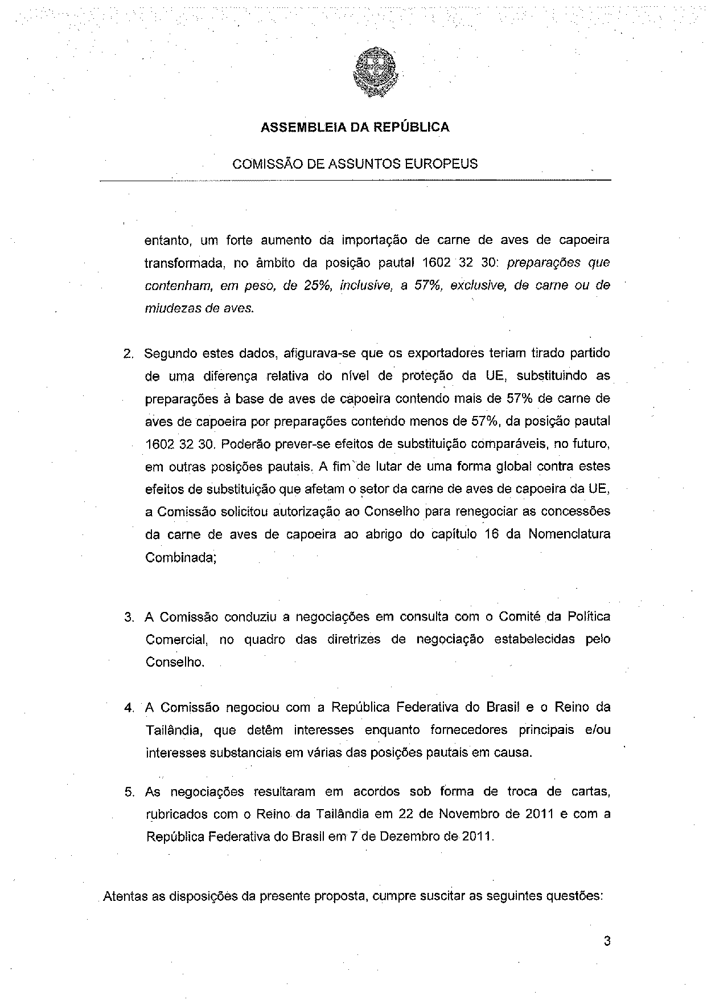 ASSEMBLEIA DA REPÚBLICA
COMISSÃO DE ASSUNTOS EUROPEUS
entanto, um forte aumento da importação de carne de aves de capoeira
transformada, no âmbito da posição pautal 1602 32 30: preparações que
contenham, em peso, de 25%, inclusive, a 57%, exclusive, de carne ou de
miudezas de aves.
2. Segundo estes dados, afigurava-se que os exportadores teriam tirado partido
de uma diferença relativa do nível de proteção da UE, substituindo as
preparações à base de aves de capoeira contendo mais de 57% de carne de
aves de capoeira por preparações contendo menos de 57%, da posição pautal
1602 32 30. Poderão prever-se efeitos de substituição comparáveis, no futuro,
em outras posições pautais. A fim de lutar de uma forma global contra estes
efeitos de substituição que afetam o setor da carne de aves de capoeira da UE,
a Comissão solicitou autorização ao Conselho para renegociar as concessões
da carne de aves de capoeira ao abrigo do capítulo 16 da Nomenclatura
Combinada;
3. A Comissão conduziu a negociações em consulta com o Comité da Política
Comercial, no quadro das diretrizes de negociação estabelecidas pelo
Conselho.
4. A Comissão negociou com a República Federativa do Brasil e o Reino da
Tailândia, que detêm interesses enquanto fornecedores principais e/ou
interesses substanciais em várias das posições pautais em causa.
5. As negociações resultaram em acordos sob forma de troca de cartas,
rubricados com o Reino da Tailândia em 22 de Novembro de 2011 e com a
República Federativa do Brasil em 7 de Dezembro de 2011.
Atentas as disposições da presente proposta, cumpre suscitar as seguintes questões:
3